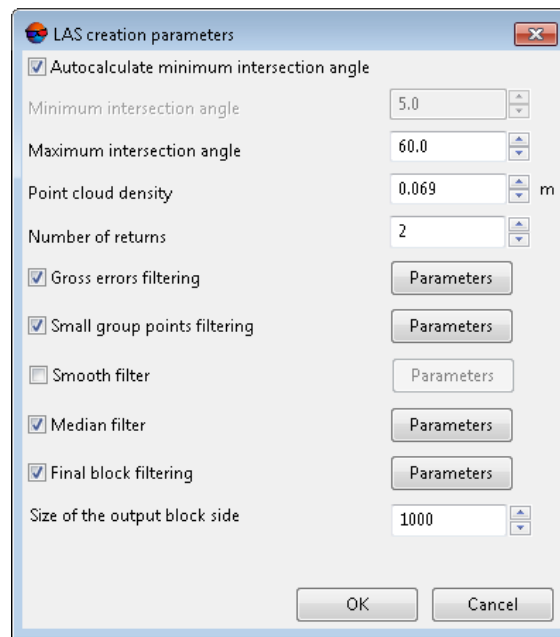 LAS creation parameters
Autocalculate minimum intersection angle
Minimum intersection angle 5.0
Maximum intersection angle 60.0
Point cloud density 0.069 m
Number of returns 2
Gross errors filtering Parameters
Small group points filtering Parameters
Smooth filter Parameters
Median filter Parameters
Final block filtering Parameters
Size of the output block side 1000
OK Cancel